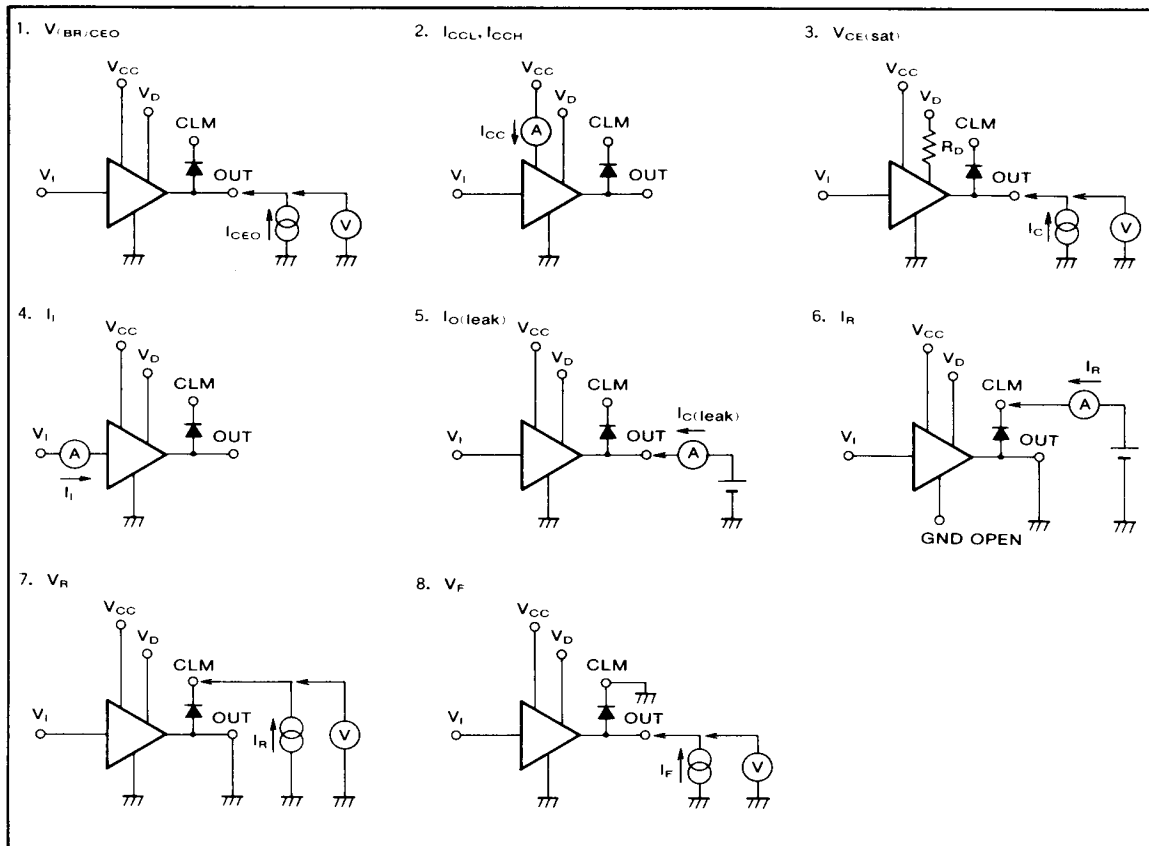 1. V(BR)CEO
VCC
VD
CLM
VI
OUT
ICEO
V
2. ICCL, ICCH
VCC
VD
ICC
A
CLM
VI
OUT
3. VCE(sat)
VCC
VD
RD
CLM
VI
OUT
IC
V
4. II
VCC
VD
CLM
VI
A
OUT
II
5. IO(leak)
VCC
VD
CLM
IC(leak)
VI
OUT
A
6. IR
VCC
VD
IR
CLM
A
VI
OUT
GND OPEN
7. VR
VCC
VD
CLM
VI
OUT
IR
V
8. VF
VCC
VD
CLM
VI
OUT
IF
V